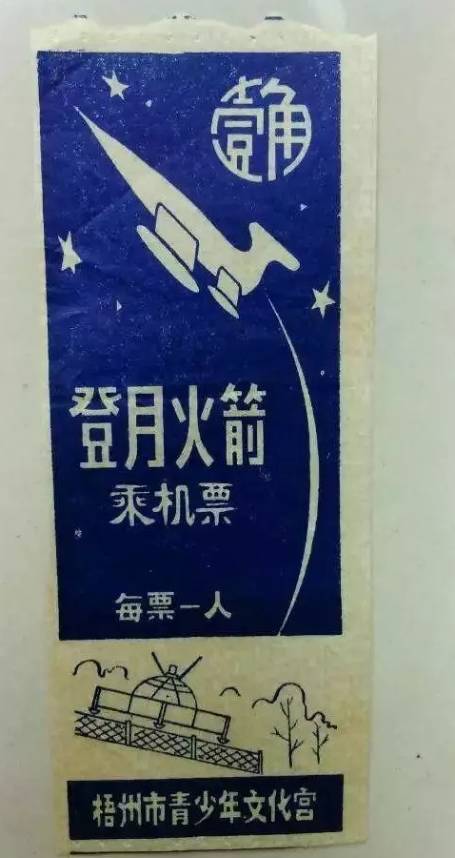 壹角
登月火箭
乘机票
每票一人
梧州市青少年文化宫